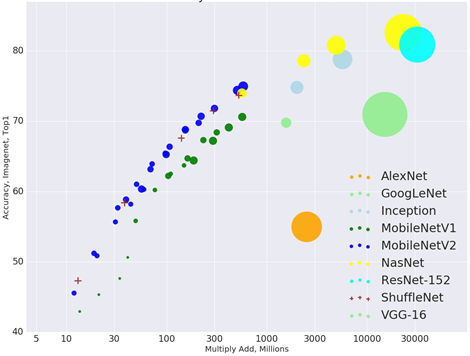 Accuracy, Imagenet, Top1
80
70
60
50
40
5 10 30 100 300 1000 3000 10000 30000
Multiply Add, Millions
AlexNet
GoogLeNet
Inception
MobileNetV1
MobileNetV2
NasNet
ResNet-152
ShuffleNet
VGG-16